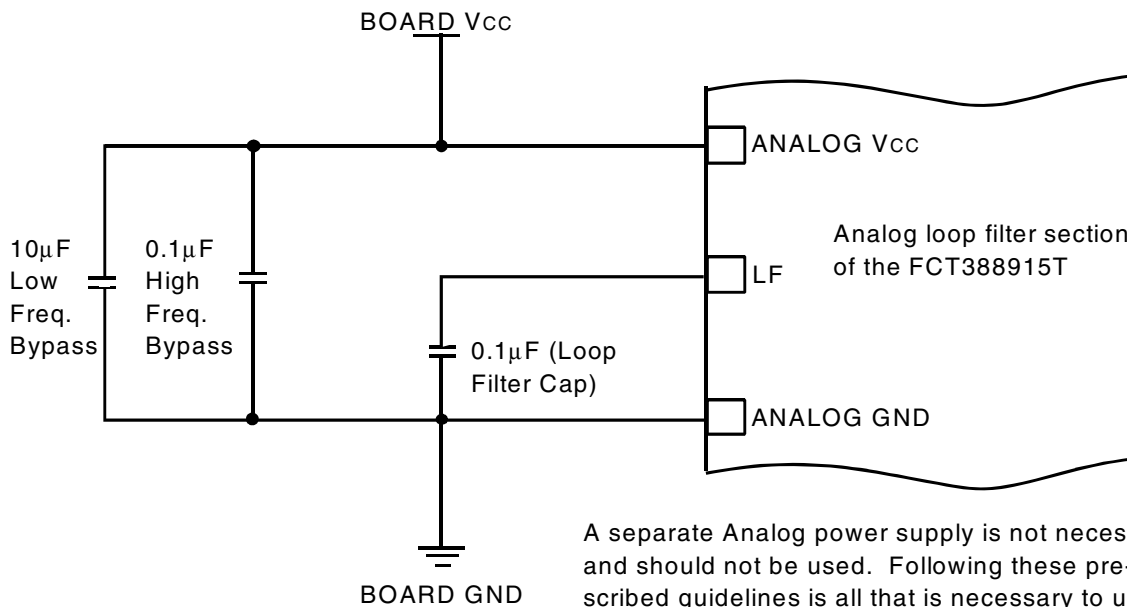 BOARD VCC
ANALOG VCC
10μF
Low
Freq.
Bypass
0.1μF
High
Freq.
Bypass
Analog loop filter section
of the FCT388915T
LF
0.1μF (Loop
Filter Cap)
ANALOG GND
BOARD GND
A separate Analog power supply is not neces
and should not be used. Following these pre-
scribed guidelines is all that is necessary to u